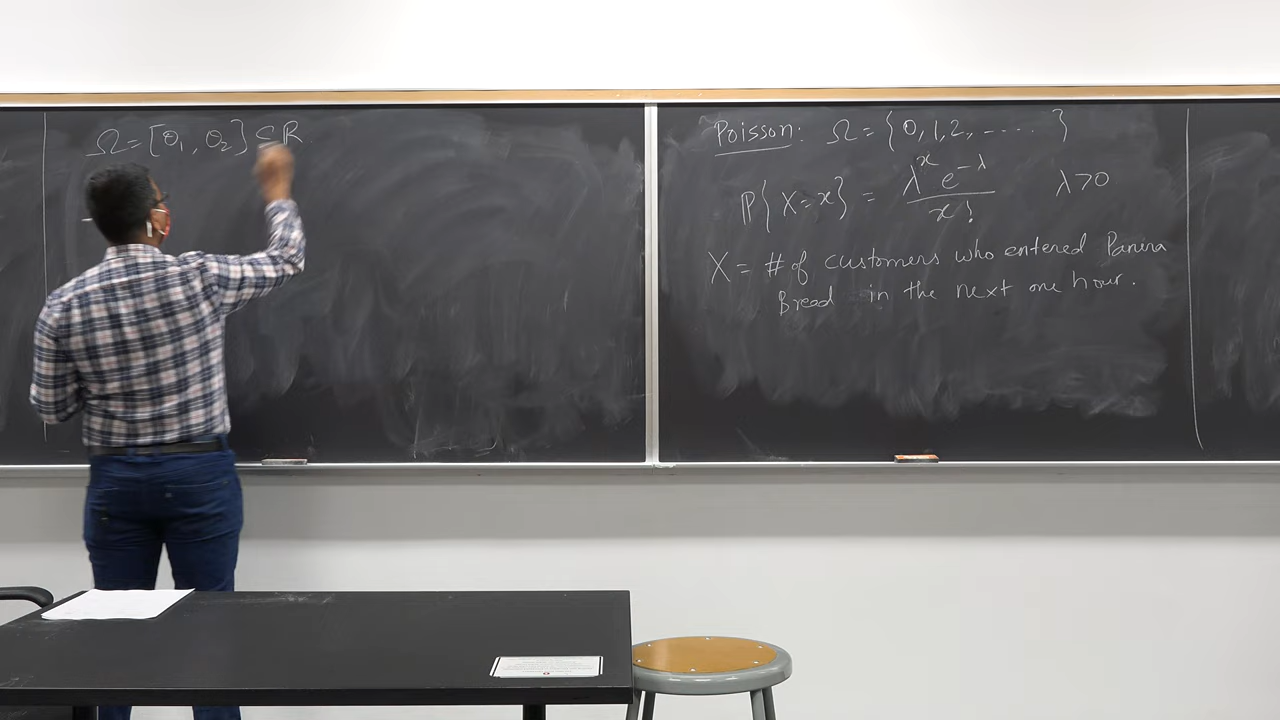 Ω = [θ₁, θ₂] ⊆ ℝ
Poisson: Ω = {0, 1, 2, ......}
ℙ{X = x} = λˣ e^{-λ} / x!    λ > 0
X = # of customers who entered Panera
Bread in the next one hour.